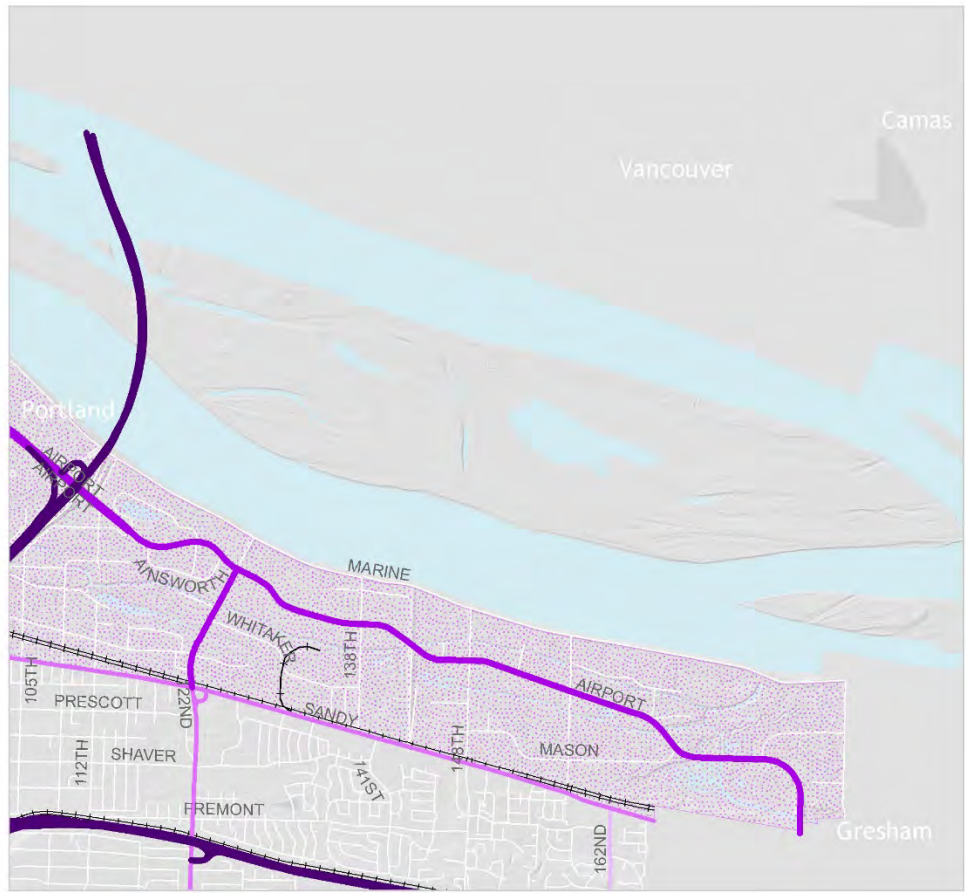 Camas
Vancouver
Portland
AIRPORT
AIRPORT
MARINE
AINSWORTH
WHITAKER
138TH
105TH
AIRPORT
PRESCOTT
122ND
SANDY
148TH
MASON
SHAVER
112TH
141ST
FREMONT
Gresham
162ND